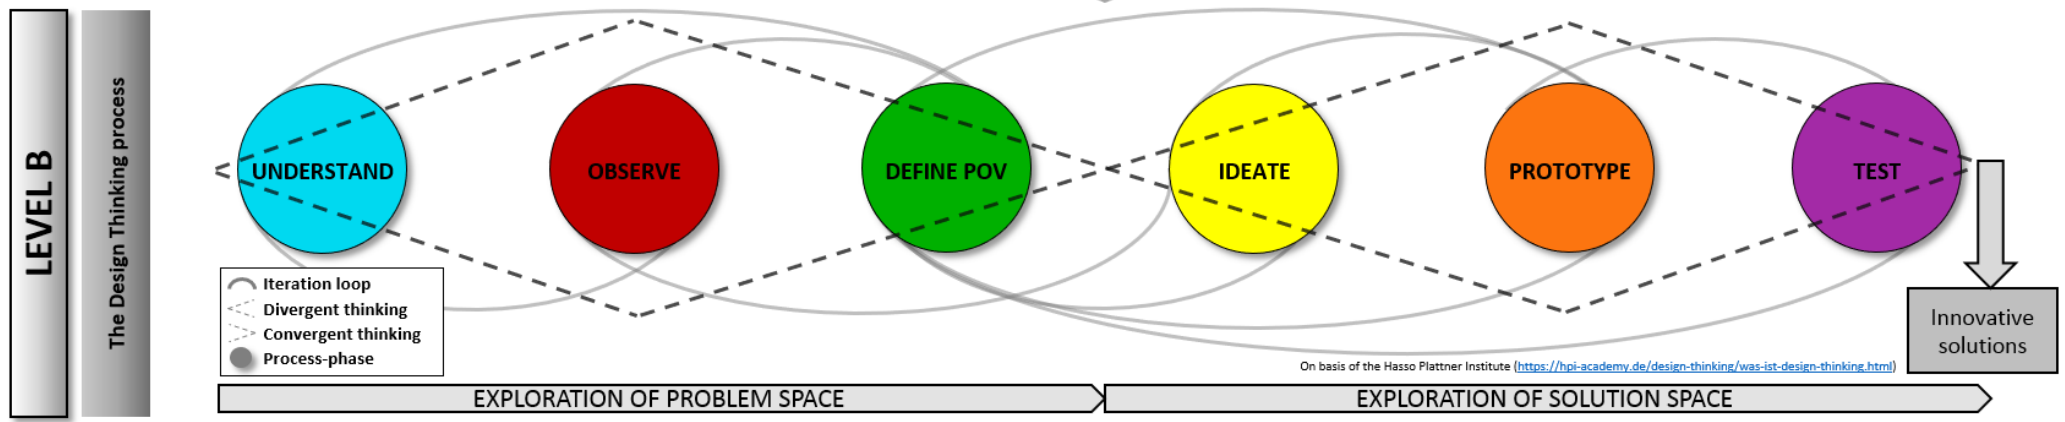 LEVEL B
The Design Thinking process
UNDERSTAND
OBSERVE
DEFINE POV
IDEATE
PROTOTYPE
TEST
Iteration loop
Divergent thinking
Convergent thinking
Process-phase
Innovative
solutions
On basis of the Hasso Plattner Institute (https://hpi-academy.de/design-thinking/was-ist-design-thinking.html)
EXPLORATION OF PROBLEM SPACE
EXPLORATION OF SOLUTION SPACE